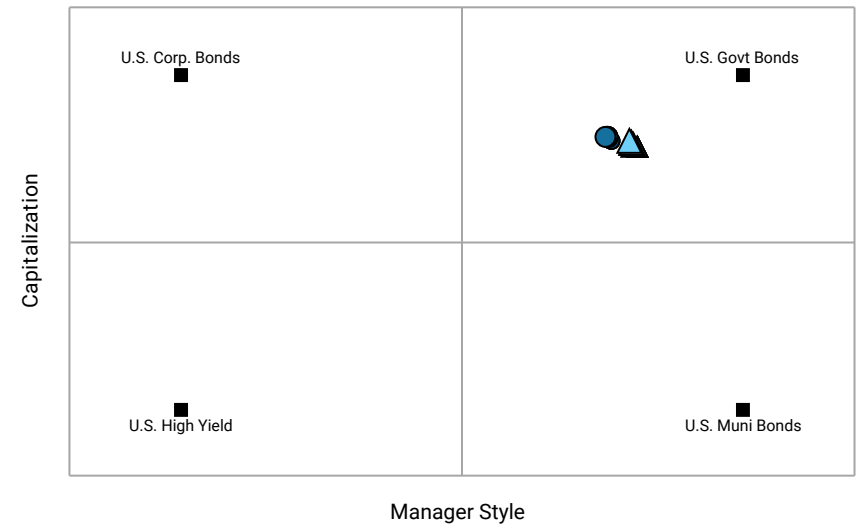 U.S. Corp. Bonds
U.S. Govt Bonds
Capitalization
U.S. High Yield
U.S. Muni Bonds
Manager Style